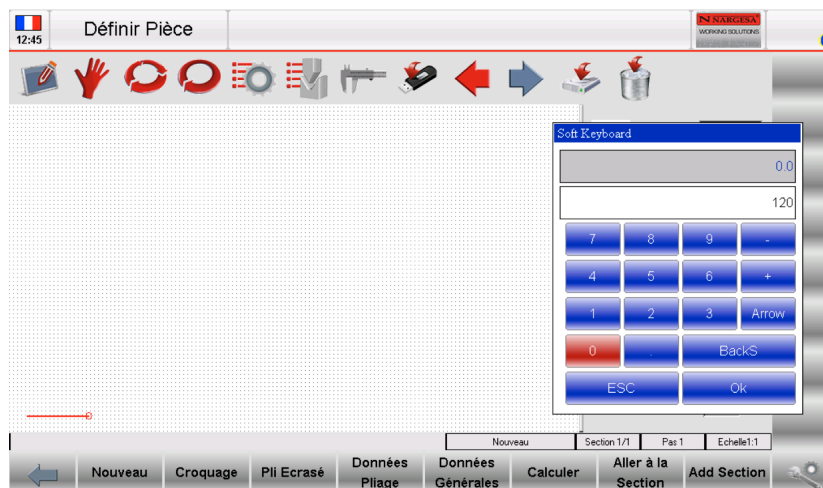 12:45
Définir Pièce
NARGESA
WORKING SOLUTIONS
Soft Keyboard
0.0
120
7 8 9 -
4 5 6 +
1 2 3 Arrow
0 . BackS
ESC Ok
Nouveau Section 1/1 Pas 1 Echelle1:1
Nouveau Croquage Pli Ecrasé Données Pliage Données Générales Calculer Aller à la Section Add Section